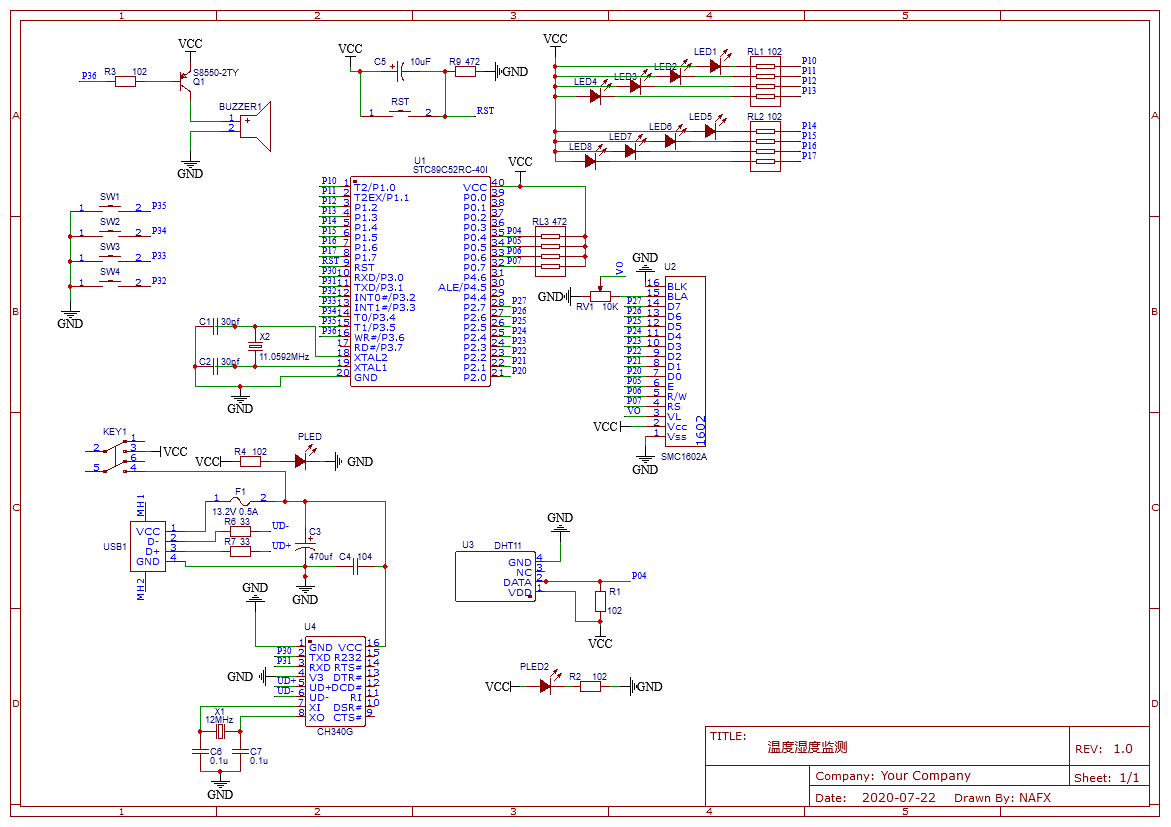 1 2 3 4 5
A
B
C
D
VCC
P36 R3 102
S8550-2TY
Q1
BUZZER1
1
2
GND
VCC
C5 10uF R9 472
GND
RST
1 2 RST
VCC
LED1 RL1 102
LED2
LED3
LED4
P10
P11
P12
P13
LED5 RL2 102
LED6
LED7
LED8
P14
P15
P16
P17
SW1
1 2 P35
SW2
1 2 P34
SW3
1 2 P33
SW4
1 2 P32
GND
U1
STC89C52RC-40I
VCC
P10 1 T2/P1.0 VCC 40
P11 2 T2EX/P1.1 P0.0 39
P12 3 P1.2 P0.1 38
P13 4 P1.3 P0.2 37
P14 5 P1.4 P0.3 36
P15 6 P1.5 P0.4 35 P04
P16 7 P1.6 P0.5 34 P05
P17 8 P1.7 P0.6 33 P06
RST 9 RST P0.7 32 P07
P30 10 RXD/P3.0 P4.6 31
P31 11 TXD/P3.1 ALE/P4.5 30
P32 12 INT0#/P3.2 P4.4 29
P33 13 INT1#/P3.3 P2.7 28 P27
P34 14 T0/P3.4 P2.6 27 P26
P35 15 T1/P3.5 P2.5 26 P25
P36 16 WR#/P3.6 P2.4 25 P24
17 RD#/P3.7 P2.3 24 P23
18 XTAL2 P2.2 23 P22
19 XTAL1 P2.1 22 P21
20 GND P2.0 21 P20
RL3 472
C1 30pf
X2
11.0592MHz
C2 30pf
GND
GND
VO
GND
RV1 10K
U2
16 BLK
15 BLA
P27 14 D7
P26 13 D6
P25 12 D5
P24 11 D4
P23 10 D3
P22 9 D2
P21 8 D1
P20 7 D0
P05 6 E
P06 5 R/W
P07 4 RS
VO 3 VL
VCC 2 Vcc
1 Vss
1602
GND
SMC1602A
KEY1
1
2 3 VCC
6
5 4
PLED
VCC R4 102 GND
F1
1 2
13.2V 0.5A
MH1
R6 33 UD-
R7 33 UD+
USB1
VCC 1
D- 2
D+ 3
GND 4
MH2
C3
470uf
C4 104
GND
GND
U4
1 GND VCC 16
P30 2 TXD R232 15
P31 3 RXD RTS# 14
GND 4 V3 DTR# 13
UD+ 5 UD+ DCD# 12
UD- 6 UD- RI 11
7 XI DSR# 10
8 XO CTS# 9
CH340G
X1
12MHz
C6
0.1u
C7
0.1u
GND
GND
U3 DHT11
GND 4
NC 3
DATA 2 P04
VDD 1
R1
102
VCC
PLED2
VCC R2 102 GND
TITLE:
温度湿度监测
REV: 1.0
Company: Your Company
Sheet: 1/1
Date: 2020-07-22 Drawn By: NAFX
A
B
C
D
1 2 3 4 5